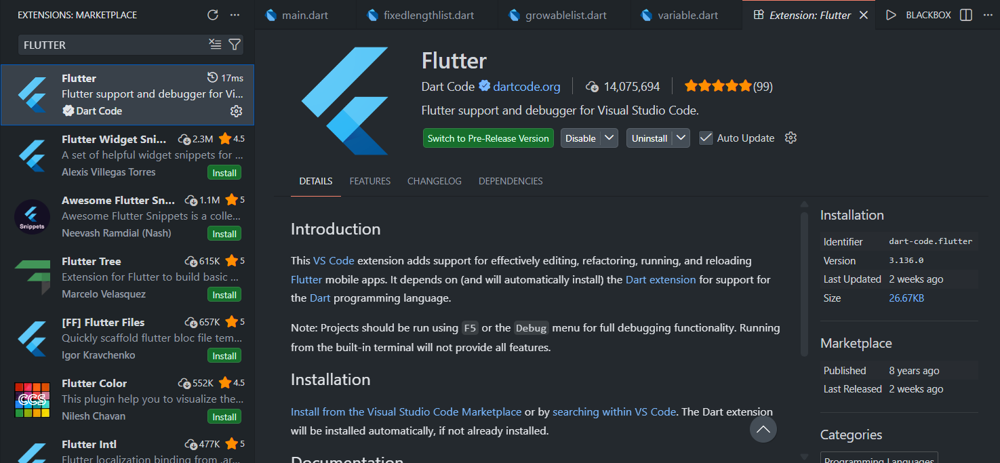 EXTENSIONS: MARKETPLACE
FLUTTER
Flutter 17ms
Flutter support and debugger for Vi...
Dart Code
Flutter Widget Sni... 2.3M 4.5
A set of helpful widget snippets for ...
Alexis Villegas Torres Install
Awesome Flutter Sn... 1.1M 5
Awesome Flutter Snippets is a colle...
Neevash Ramdial (Nash) Install
Snippets
Flutter Tree 615K 5
Extension for Flutter to build basic ...
Marcelo Velasquez Install
[FF] Flutter Files 657K 5
Quickly scaffold flutter bloc file tem...
Igor Kravchenko Install
Flutter Color 552K 4.5
This plugin help you to visualize the...
Nilesh Chavan Install
CCS
Flutter Intl 477K 5
Flutter localization binding from .ar...
main.dart fixedlengthlist.dart growablelist.dart variable.dart Extension: Flutter BLACKBOX
Flutter
Dart Code dartcode.org 14,075,694 (99)
Flutter support and debugger for Visual Studio Code.
Switch to Pre-Release Version Disable Uninstall Auto Update
DETAILS FEATURES CHANGELOG DEPENDENCIES
Introduction
This VS Code extension adds support for effectively editing, refactoring, running, and reloading
Flutter mobile apps. It depends on (and will automatically install) the Dart extension for support for
the Dart programming language.
Note: Projects should be run using F5 or the Debug menu for full debugging functionality. Running
from the built-in terminal will not provide all features.
Installation
Install from the Visual Studio Code Marketplace or by searching within VS Code. The Dart extension
will be installed automatically, if not already installed.
Documentation
Installation
Identifier dart-code.flutter
Version 3.136.0
Last Updated 2 weeks ago
Size 26.67KB
Marketplace
Published 8 years ago
Last Released 2 weeks ago
Categories
Programming Languages